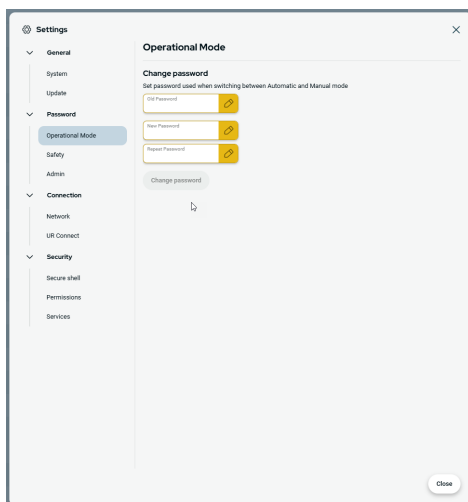 Settings
General
System
Update
Password
Operational Mode
Safety
Admin
Connection
Network
UR Connect
Security
Secure shell
Permissions
Services
Operational Mode
Change password
Set password used when switching between Automatic and Manual mode
Old Password
New Password
Repeat Password
Change password
Close